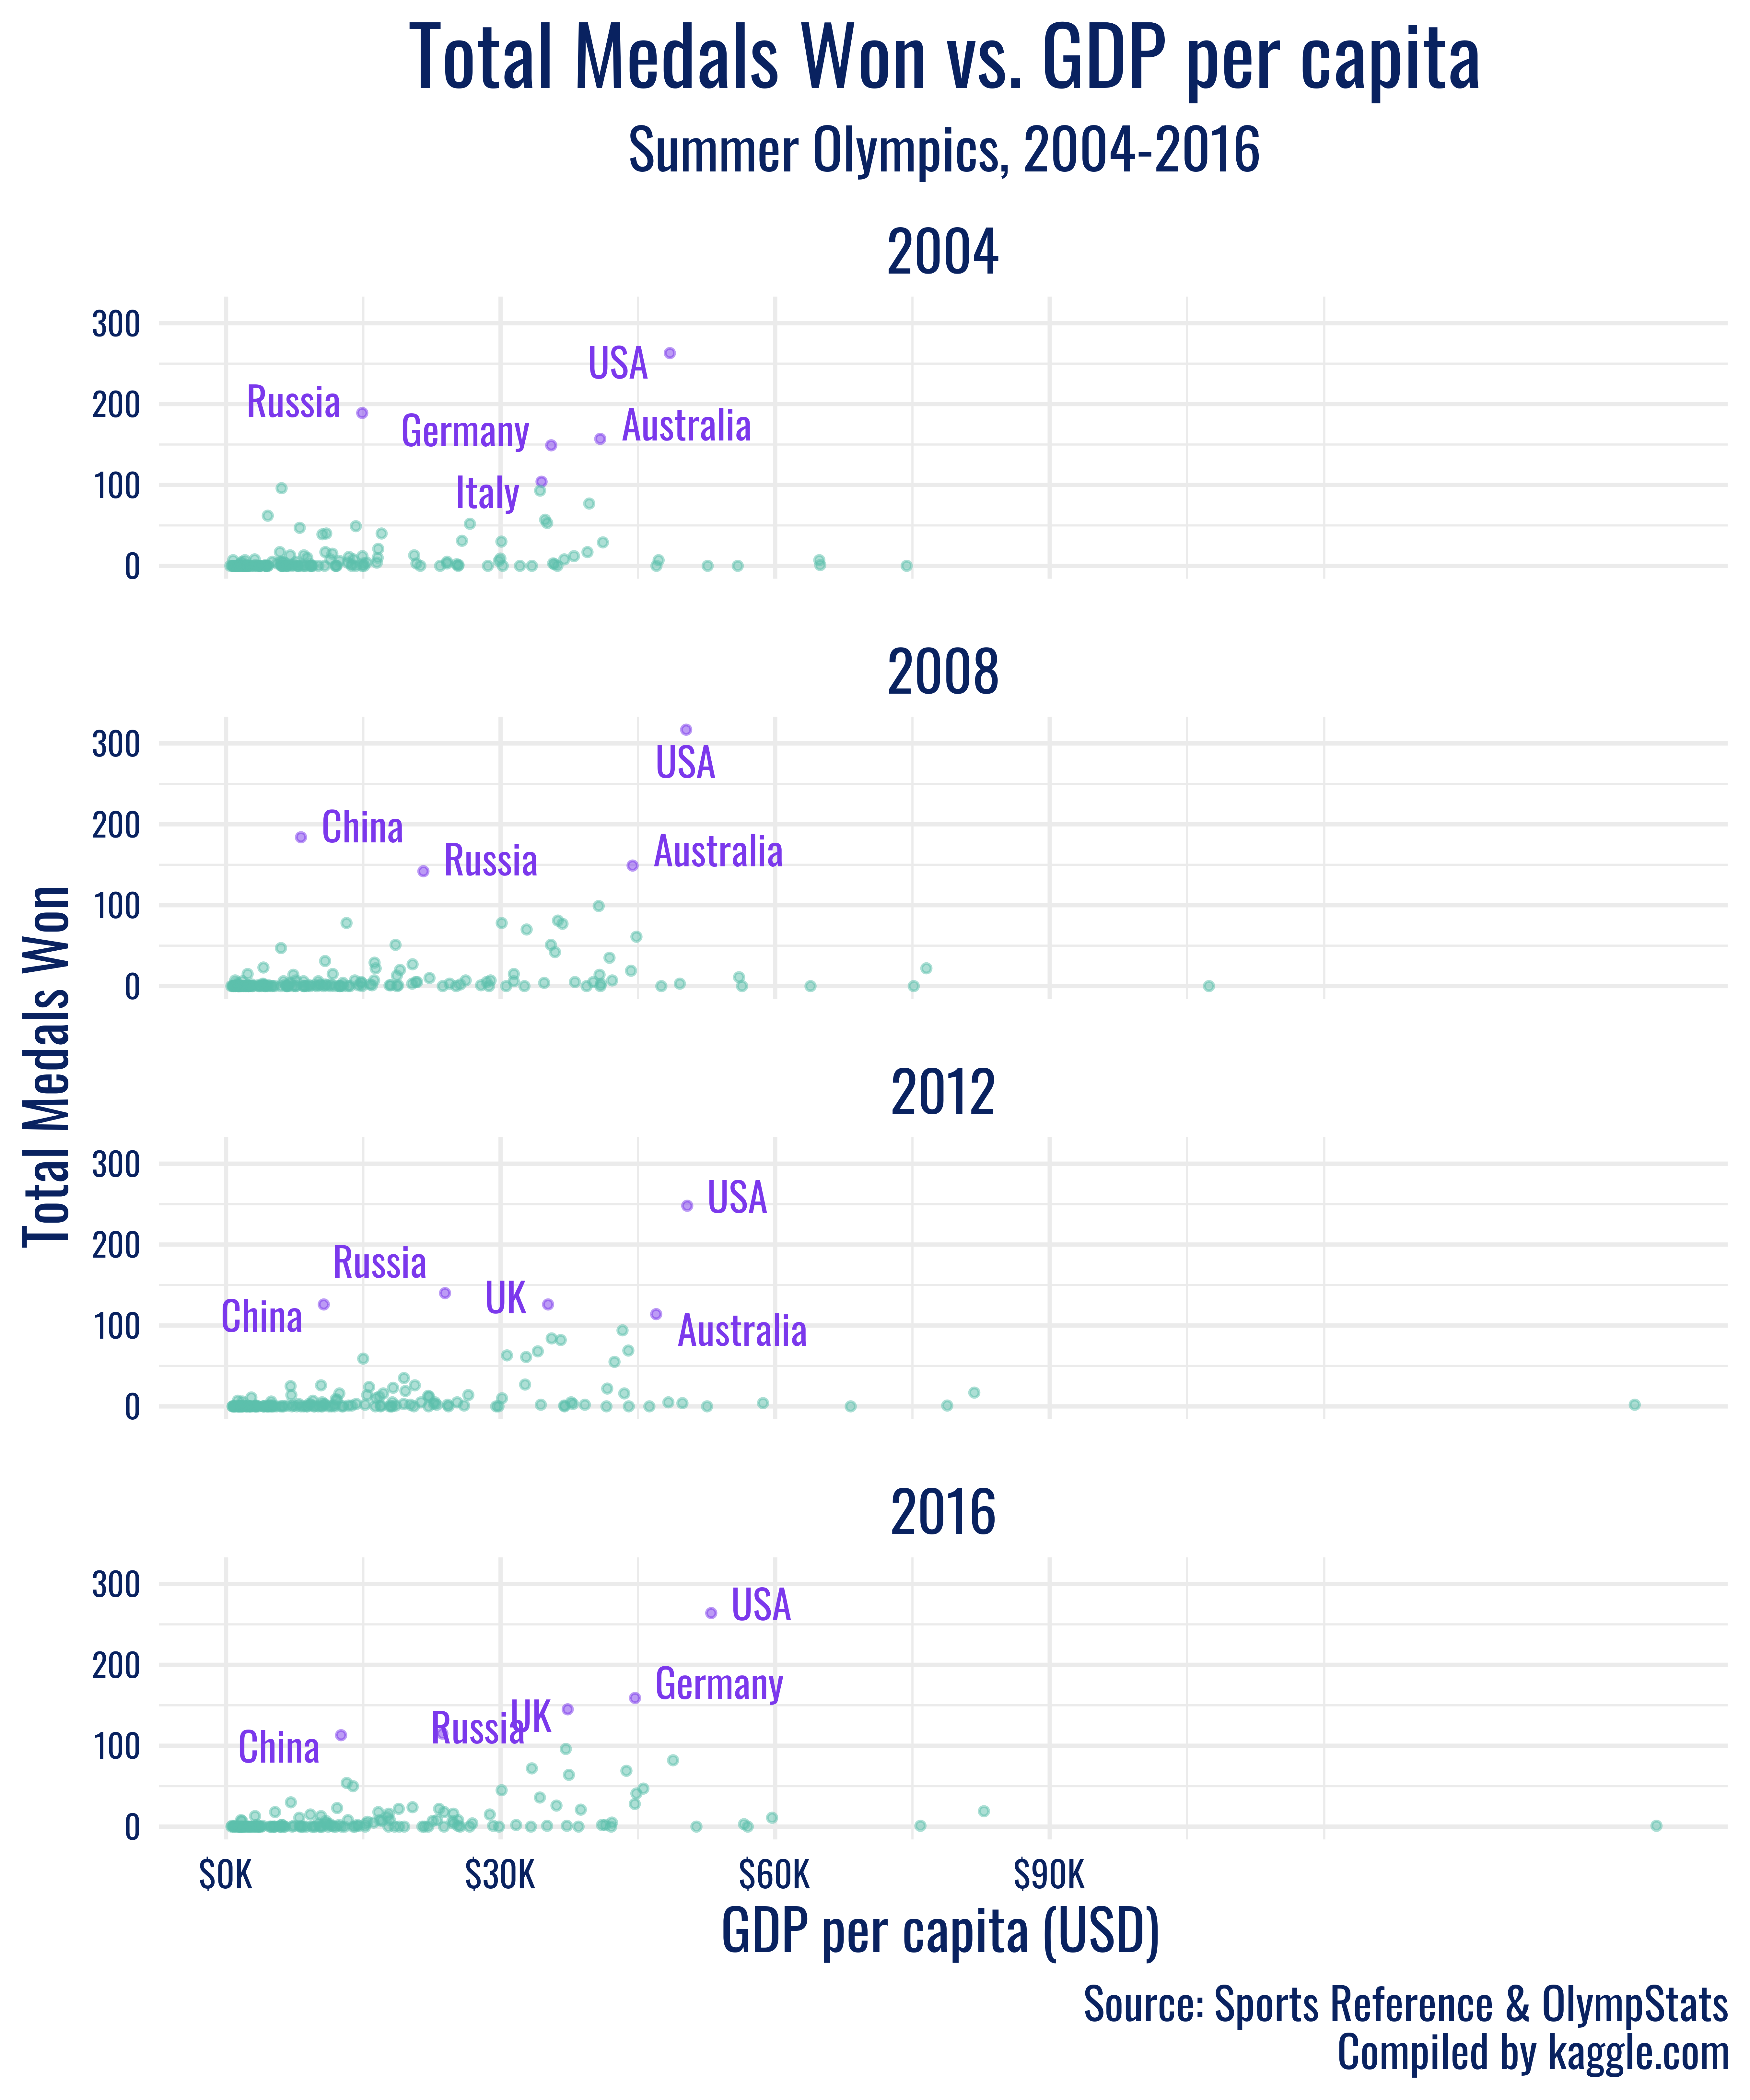 Total Medals Won vs. GDP per capita
Summer Olympics, 2004-2016
2004
300
200
100
0
USA
Russia
Germany
Australia
Italy
2008
300
200
100
0
USA
China
Russia
Australia
Total Medals Won
2012
300
200
100
0
USA
Russia
UK
China
Australia
2016
300
200
100
0
USA
Germany
UK
Russia
China
$0K
$30K
$60K
$90K
GDP per capita (USD)
Source: Sports Reference & OlympStats
Compiled by kaggle.com